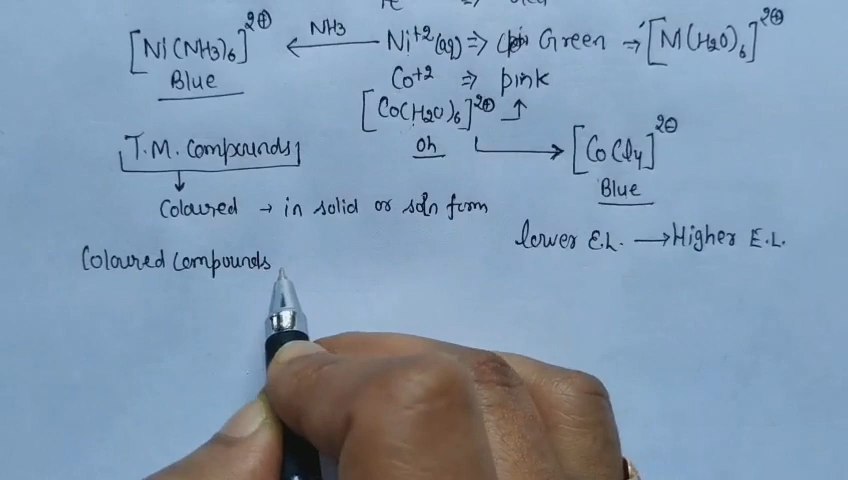 [Ni(NH3)6]2⊕ ← NH3 — Ni+2(aq) ⇒ Green ⇒ [M(H2O)6]2⊕
Blue
Co+2 ⇒ pink
[Co(H2O)6]2⊕
Oh
[CoCl4]2⊕
Blue
T.M. Compounds
Coloured → in solid or soln form
lower E.L. → Higher E.L.
Coloured Compounds